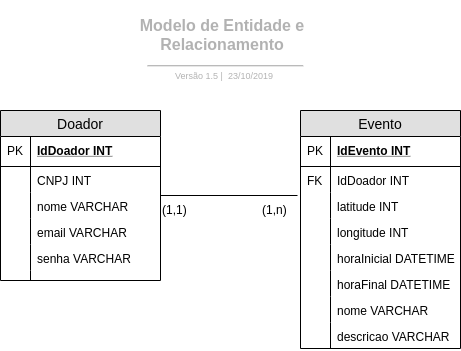 Modelo de Entidade e
Relacionamento
Versão 1.5 | 23/10/2019
Doador
PK IdDoador INT
CNPJ INT
nome VARCHAR
email VARCHAR
senha VARCHAR
(1,1)
(1,n)
Evento
PK IdEvento INT
FK IdDoador INT
latitude INT
longitude INT
horaInicial DATETIME
horaFinal DATETIME
nome VARCHAR
descricao VARCHAR